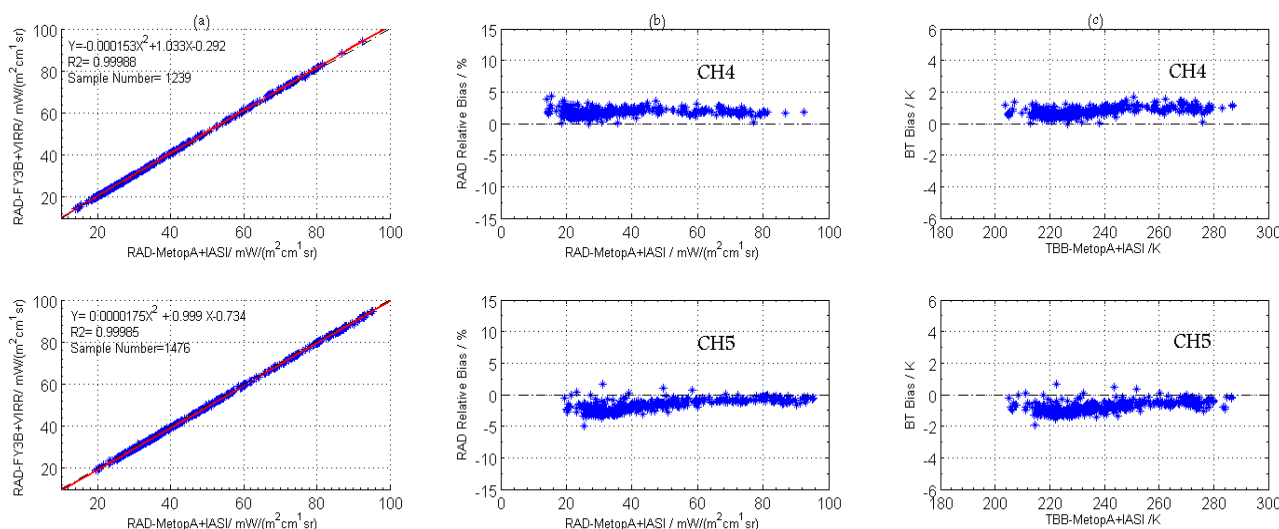 (a)
(b)
(c)
Y=-0.000153X² +1.033X-0.292
R2= 0.99988
Sample Number= 1239
100
80
60
40
20
20 40 60 80 100
RAD-FY3B+VIRR/ mW/(m²cm¹sr)
RAD-MetopA+IASI/ mW/(m²cm¹sr)
CH4
15
10
5
0
-5
-10
-15
0 20 40 60 80 100
RAD Relative Bias / %
RAD-MetopA+IASI / mW/(m²cm¹sr)
CH4
6
4
2
0
-2
-4
-6
180 200 220 240 260 280 300
BT Bias / K
TBB-MetopA+IASI /K
Y= 0.0000175X² + 0.999 X-0.734
R2= 0.99985
Sample Number=1476
100
80
60
40
20
20 40 60 80 100
RAD-FY3B+VIRR/ mW/(m²cm¹sr)
RAD-MetopA+IASI/ mW/(m²cm¹sr)
CH5
15
10
5
0
-5
-10
-15
0 20 40 60 80 100
RAD Relative Bias / %
RAD-MetopA+IASI/ mW/(m²cm¹sr)
CH5
6
4
2
0
-2
-4
-6
180 200 220 240 260 280 300
BT Bias / K
TBB-MetopA+IASI /K